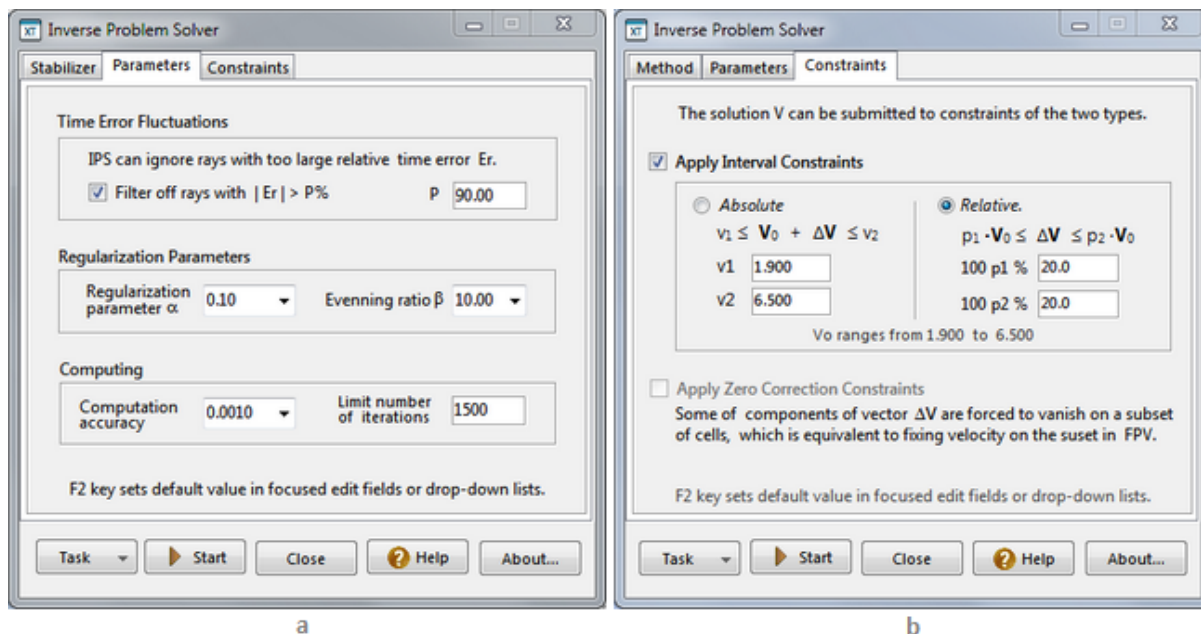 Inverse Problem Solver
Stabilizer Parameters Constraints
Time Error Fluctuations
IPS can ignore rays with too large relative time error Er.
Filter off rays with | Er | > P% P 90.00
Regularization Parameters
Regularization
parameter α 0.10 Evenning ratio β 10.00
Computing
Computation
accuracy 0.0010 Limit number
of iterations 1500
F2 key sets default value in focused edit fields or drop-down lists.
Task Start Close Help About...
a
Inverse Problem Solver
Method Parameters Constraints
The solution V can be submitted to constraints of the two types.
Apply Interval Constraints
Absolute
v₁ ≤ V₀ + ΔV ≤ v₂
v1 1.900
v2 6.500
Relative.
p₁ ·V₀ ≤ ΔV ≤ p₂ ·V₀
100 p1 % 20.0
100 p2 % 20.0
Vo ranges from 1.900 to 6.500
Apply Zero Correction Constraints
Some of components of vector ΔV are forced to vanish on a subset
of cells, which is equivalent to fixing velocity on the suset in FPV.
F2 key sets default value in focused edit fields or drop-down lists.
Task Start Close Help About...
b